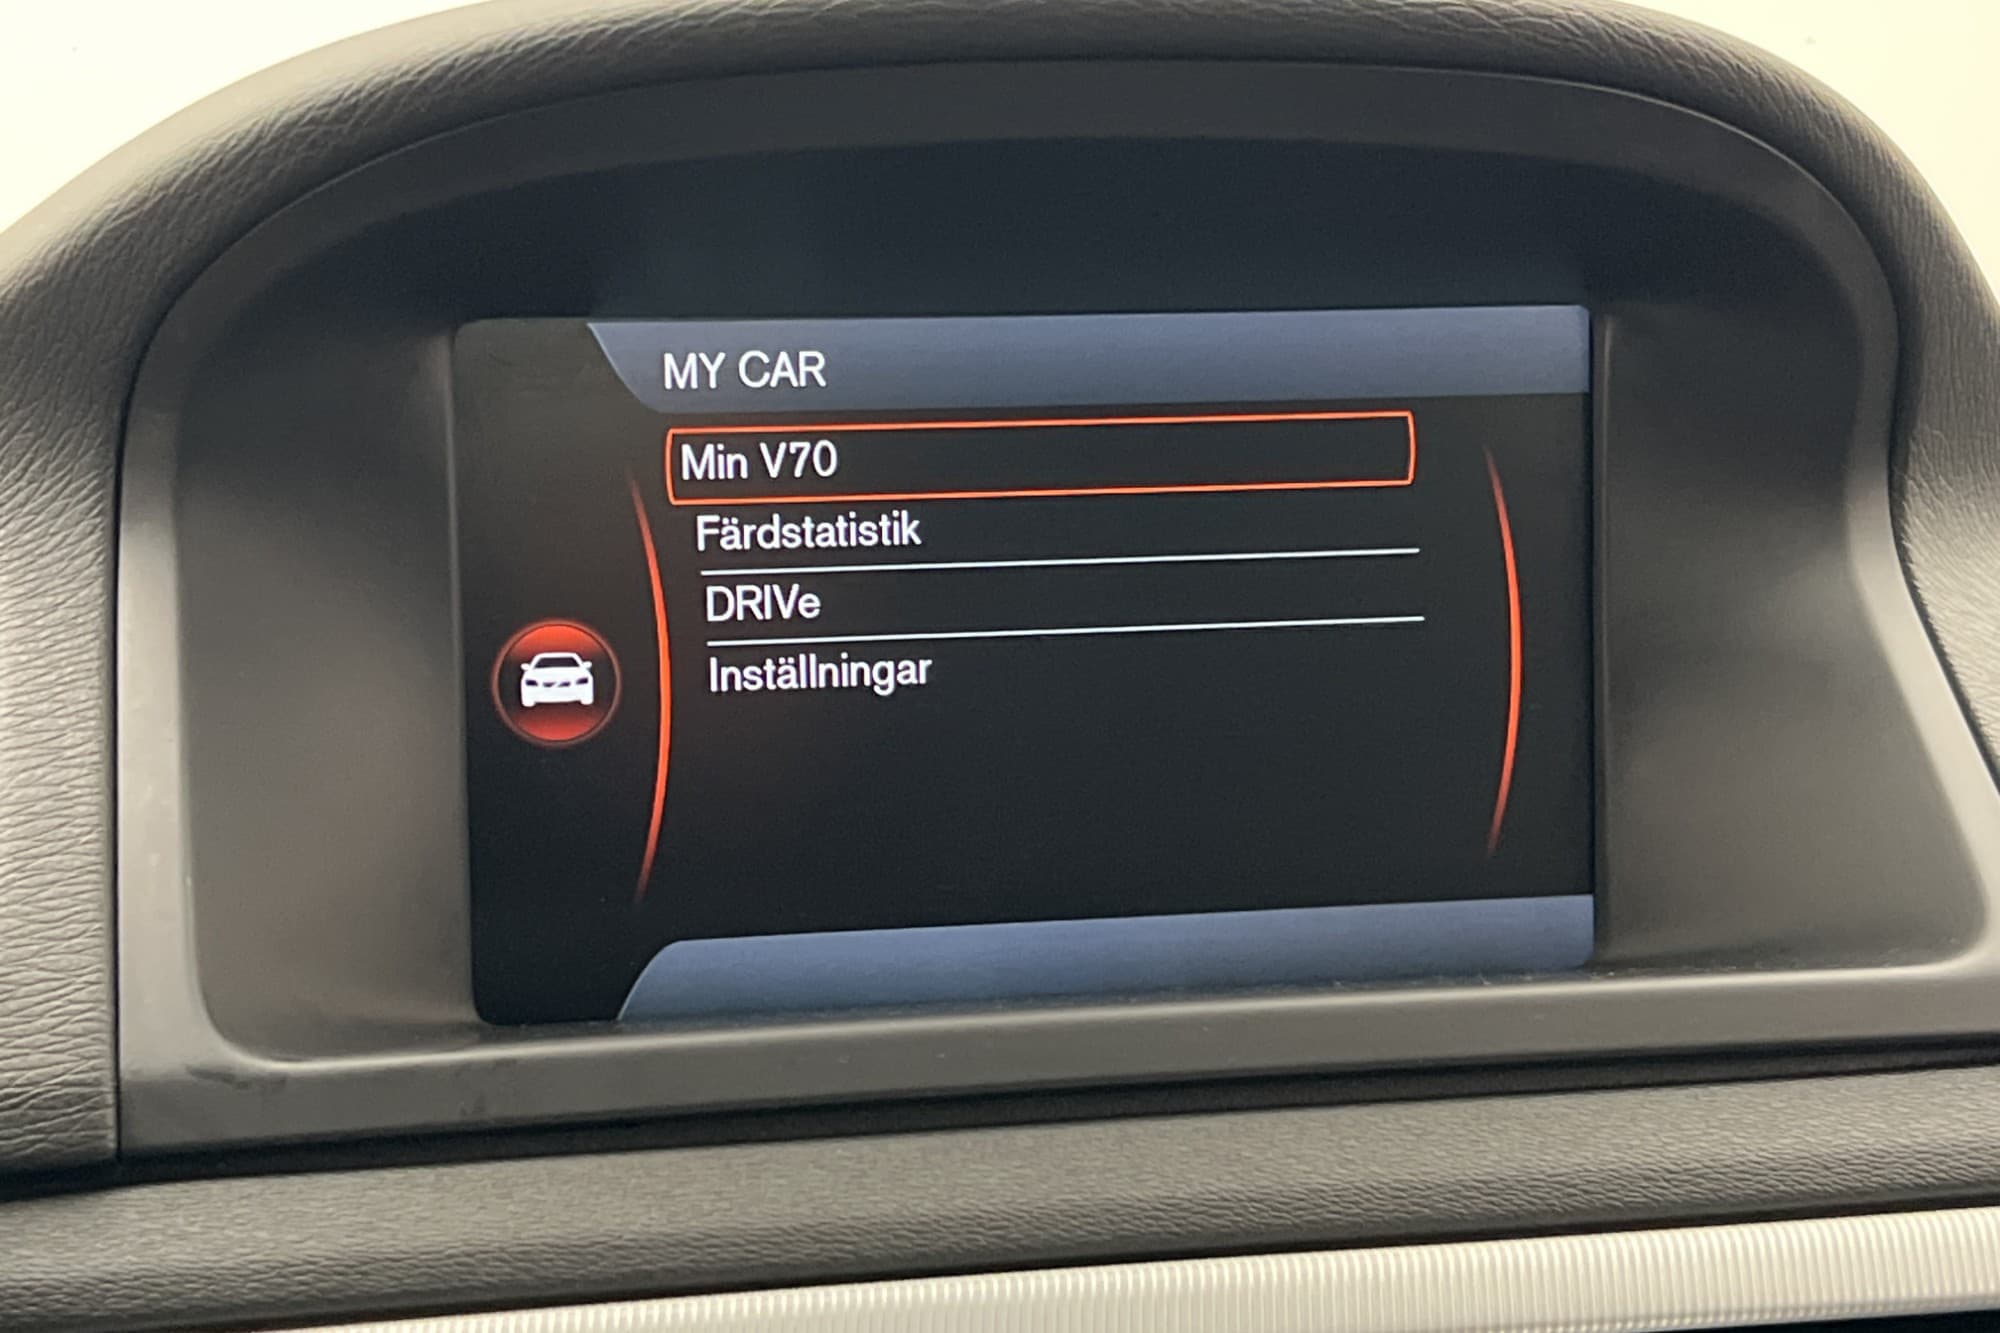 MY CAR
Min V70
Färdstatistik
DRIVe
Inställningar